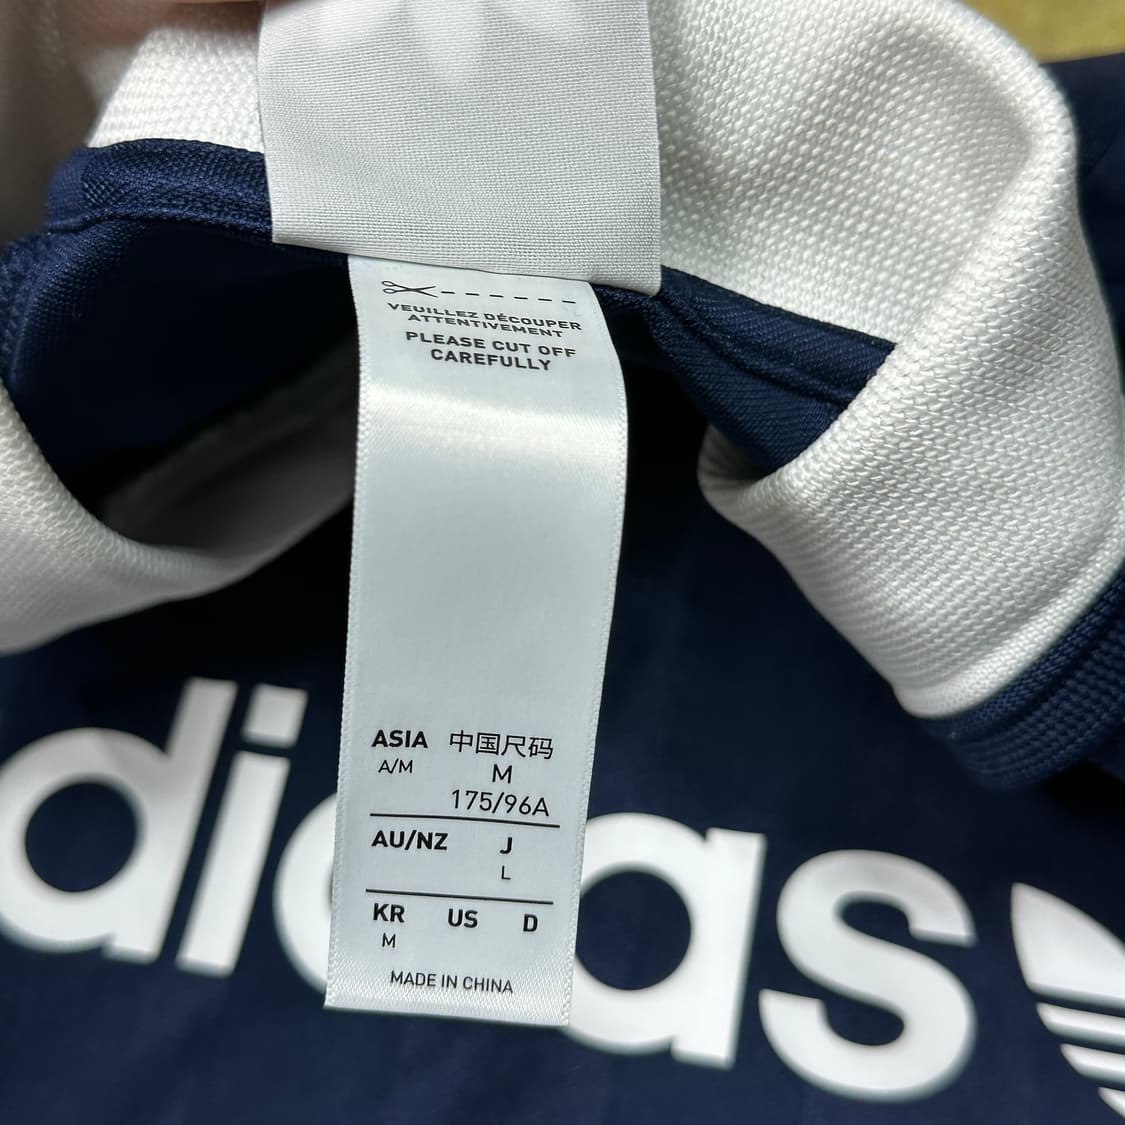 VEUILLEZ DÉCOUPER
ATTENTIVEMENT
PLEASE CUT OFF
CAREFULLY
ASIA 中国尺码
A/M M
175/96A
AU/NZ J
L
KR US D
M
MADE IN CHINA
adidas